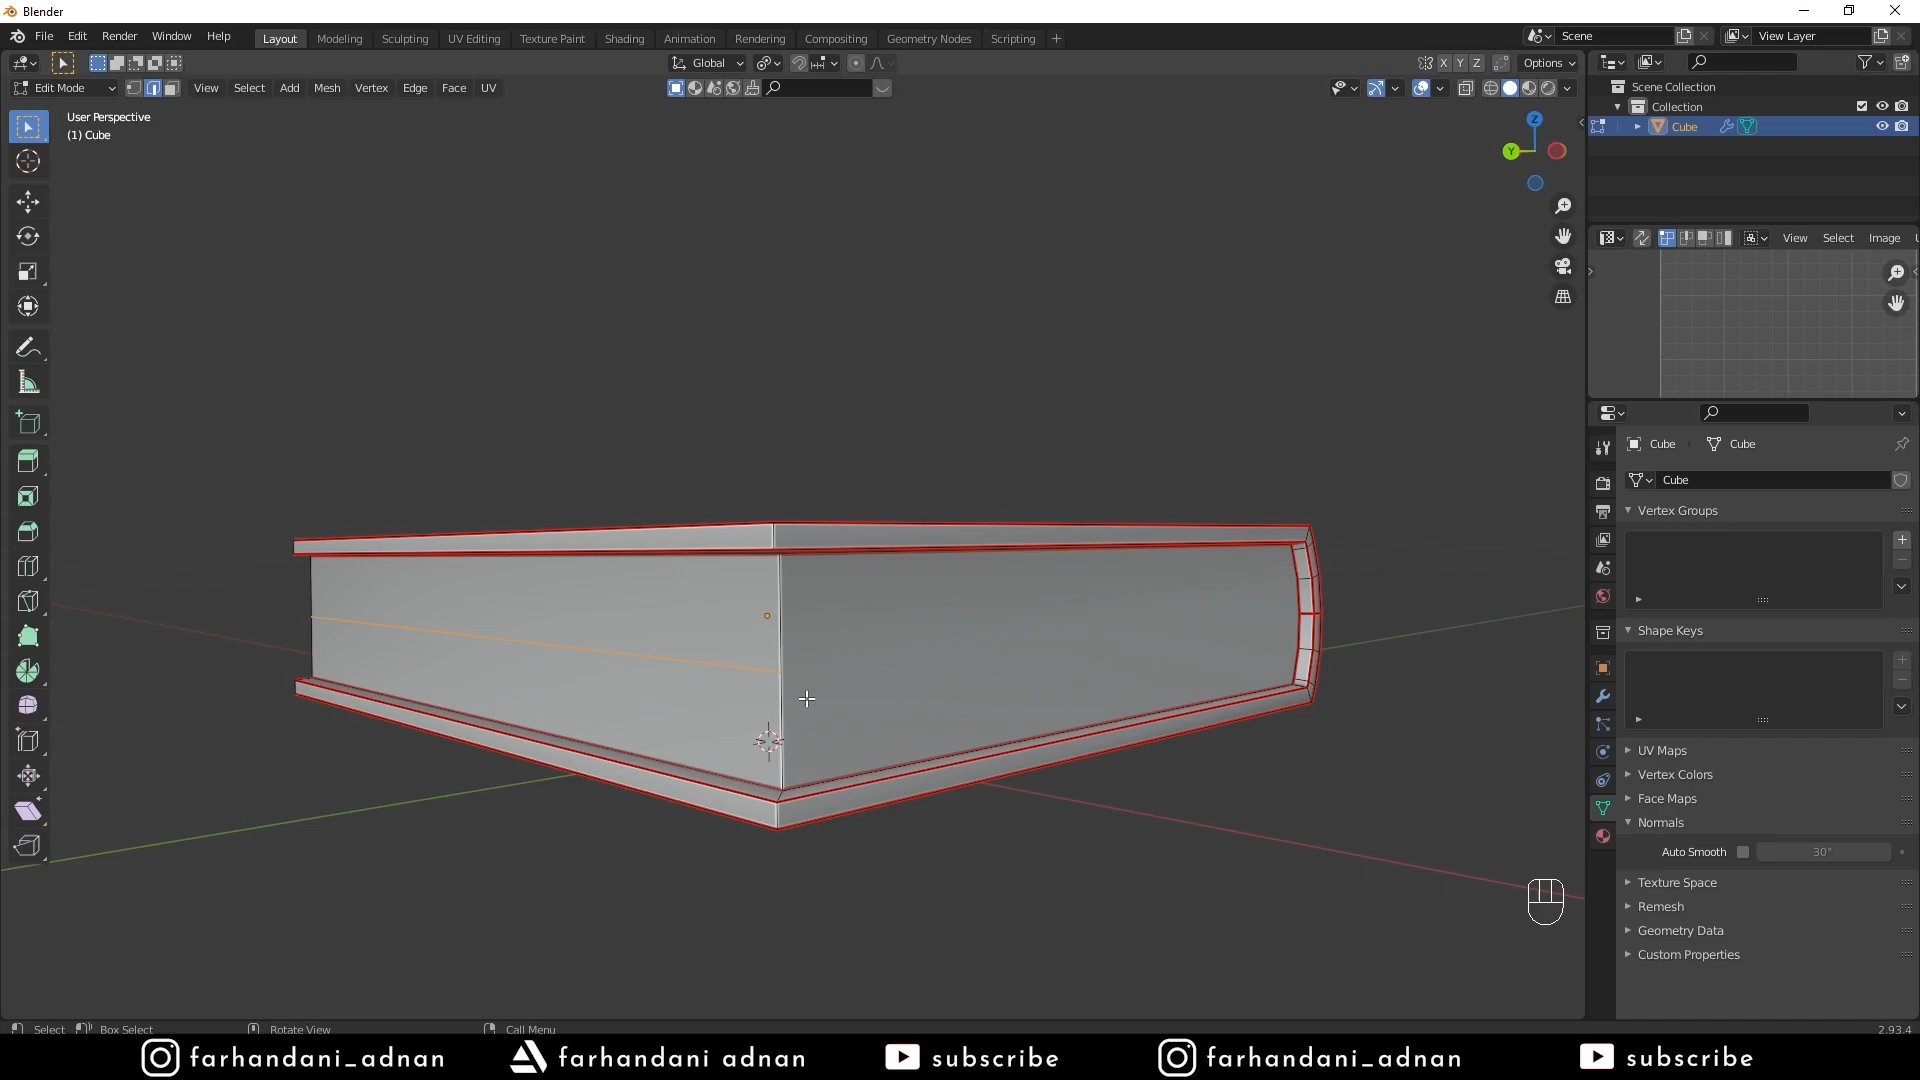 Blender
File Edit Render Window Help
Layout Modeling Sculpting UV Editing Texture Paint Shading Animation Rendering Compositing Geometry Nodes Scripting +
Scene
View Layer
Global
X Y Z
Options
Edit Mode
View Select Add Mesh Vertex Edge Face UV
User Perspective
(1) Cube
Z
Y
Scene Collection
Collection
Cube
View Select Image
Cube Cube
Cube
Vertex Groups
Shape Keys
UV Maps
Vertex Colors
Face Maps
Normals
Auto Smooth 30°
Texture Space
Remesh
Geometry Data
Custom Properties
Select Box Select Rotate View Call Menu 2.93.4
farhandani_adnan farhandani adnan subscribe farhandani_adnan subscribe